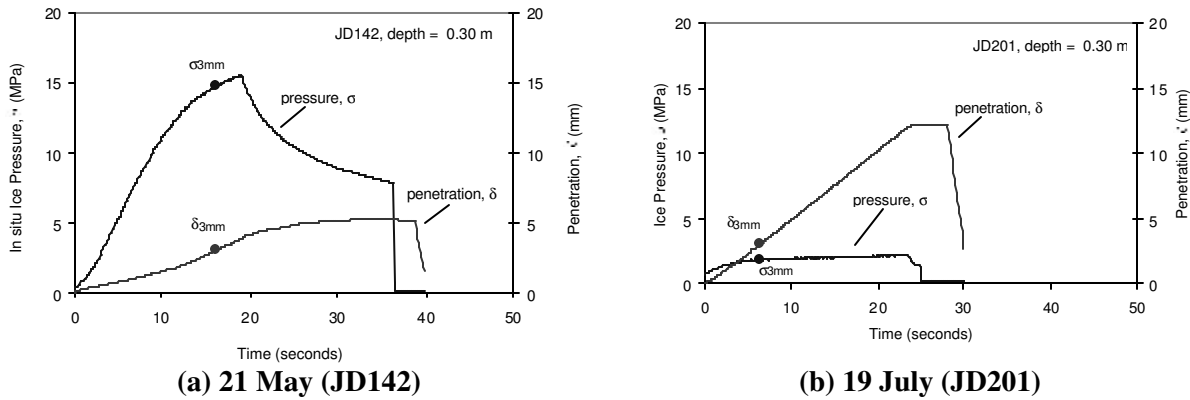 JD142, depth = 0.30 m
In situ Ice Pressure, (MPa)
20
15
10
5
0
σ3mm
pressure, σ
penetration, δ
δ3mm
20
15
10
5
0
Penetration, (mm)
0 10 20 30 40 50
Time (seconds)
(a) 21 May (JD142)
JD201, depth = 0.30 m
Ice Pressure, (MPa)
20
15
10
5
0
penetration, δ
pressure, σ
δ3mm
σ3mm
20
15
10
5
0
Penetration, (mm)
0 10 20 30 40 50
Time (seconds)
(b) 19 July (JD201)